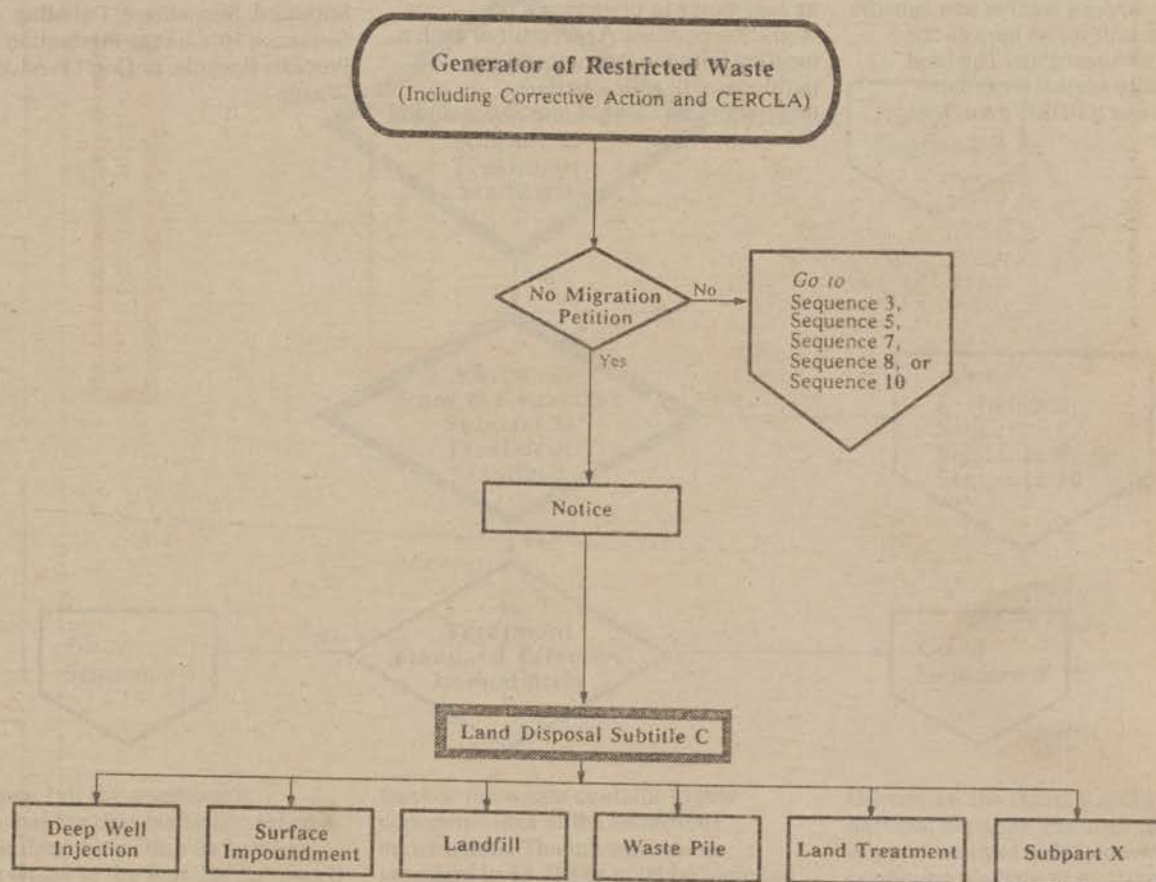 Generator of Restricted Waste
(Including Corrective Action and CERCLA)
No Migration
Petition
No
Go to
Sequence 3,
Sequence 5,
Sequence 7,
Sequence 8, or
Sequence 10
Yes
Notice
Land Disposal Subtitle C
Deep Well
Injection
Surface
Impoundment
Landfill
Waste Pile
Land Treatment
Subpart X